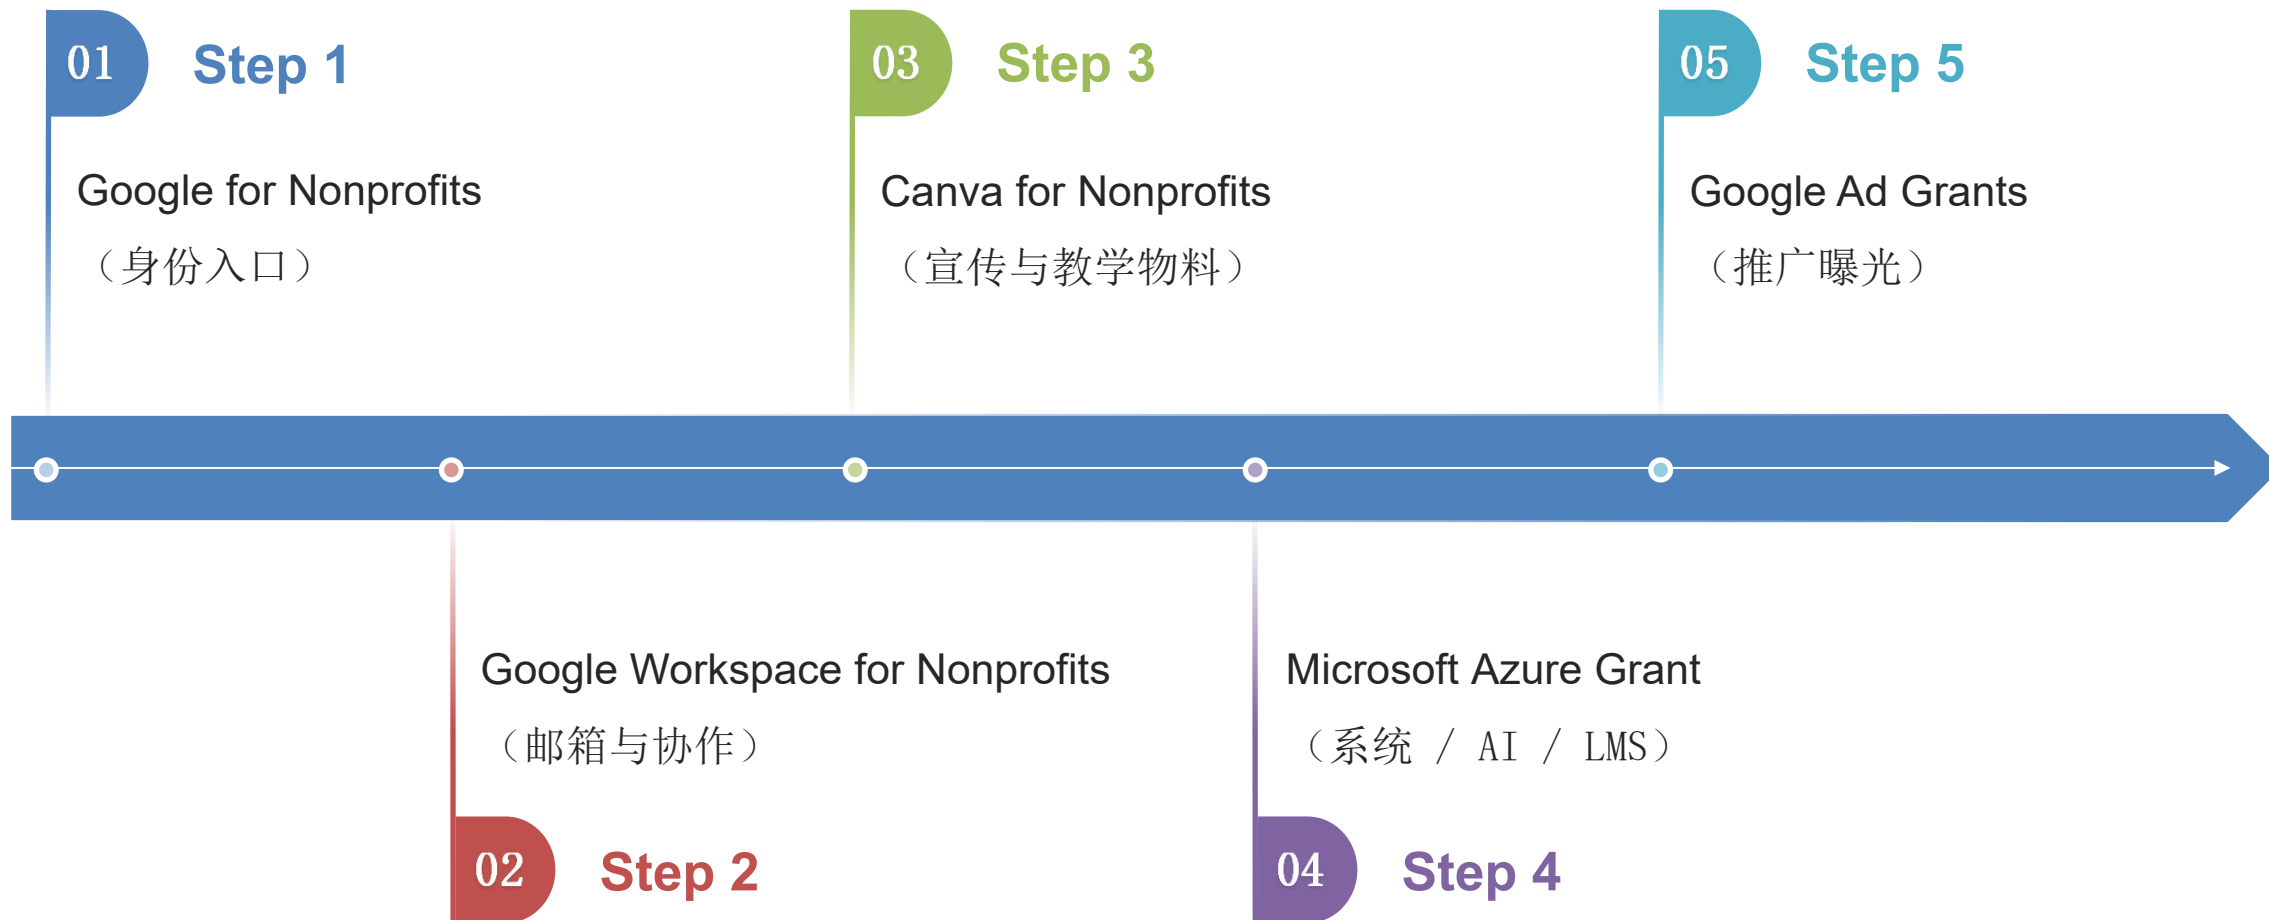 01
Step 1
Google for Nonprofits
（身份入口）
02
Step 2
Google Workspace for Nonprofits
（邮箱与协作）
03
Step 3
Canva for Nonprofits
（宣传与教学物料）
04
Step 4
Microsoft Azure Grant
（系统 / AI / LMS）
05
Step 5
Google Ad Grants
（推广曝光）